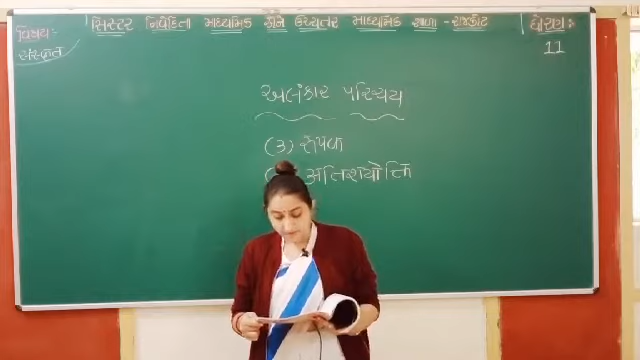 વિષય:
સંસ્કૃત
સિસ્ટર નિવેદિતા માધ્યમિક અને ઉચ્ચતર માધ્યમિક શાળા - રાજકોટ
ધોરણ:
11
અલંકાર પરિચય
(૩) રૂપક
અતિશયોક્તિ